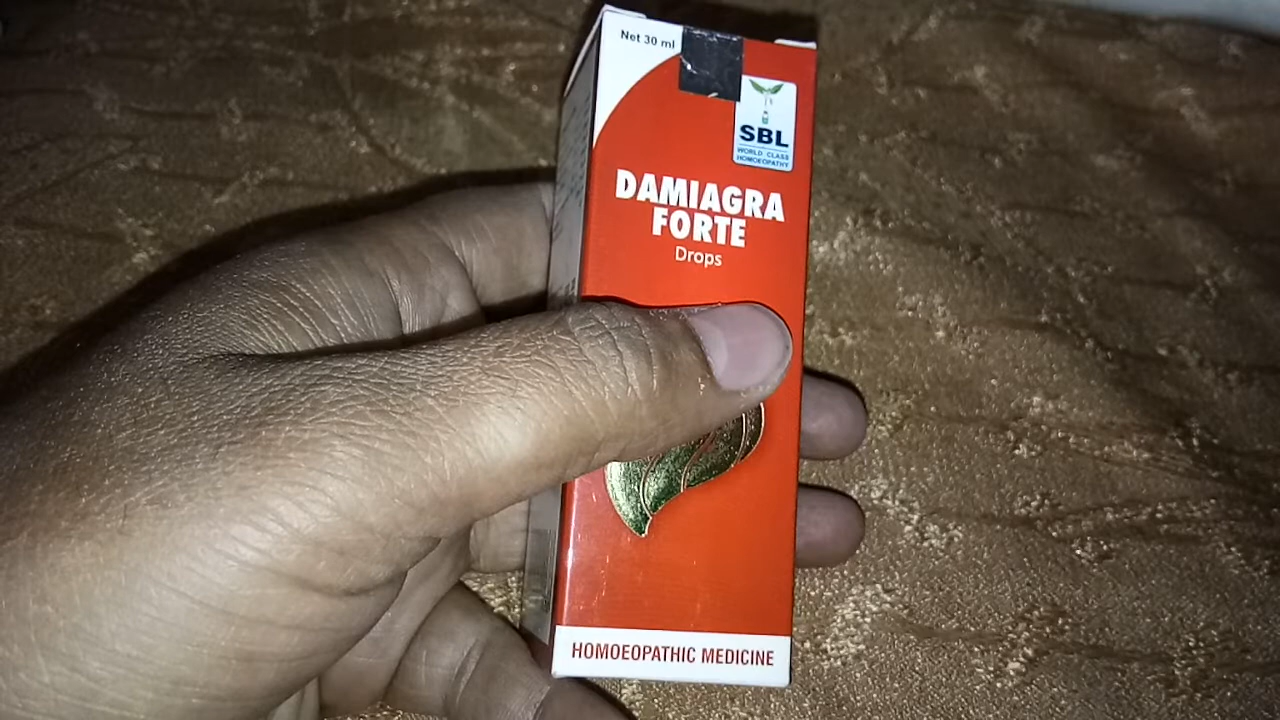 Net 30 ml
SBL
WORLD CLASS
HOMOEOPATHY
DAMIAGRA
FORTE
Drops
HOMOEOPATHIC MEDICINE